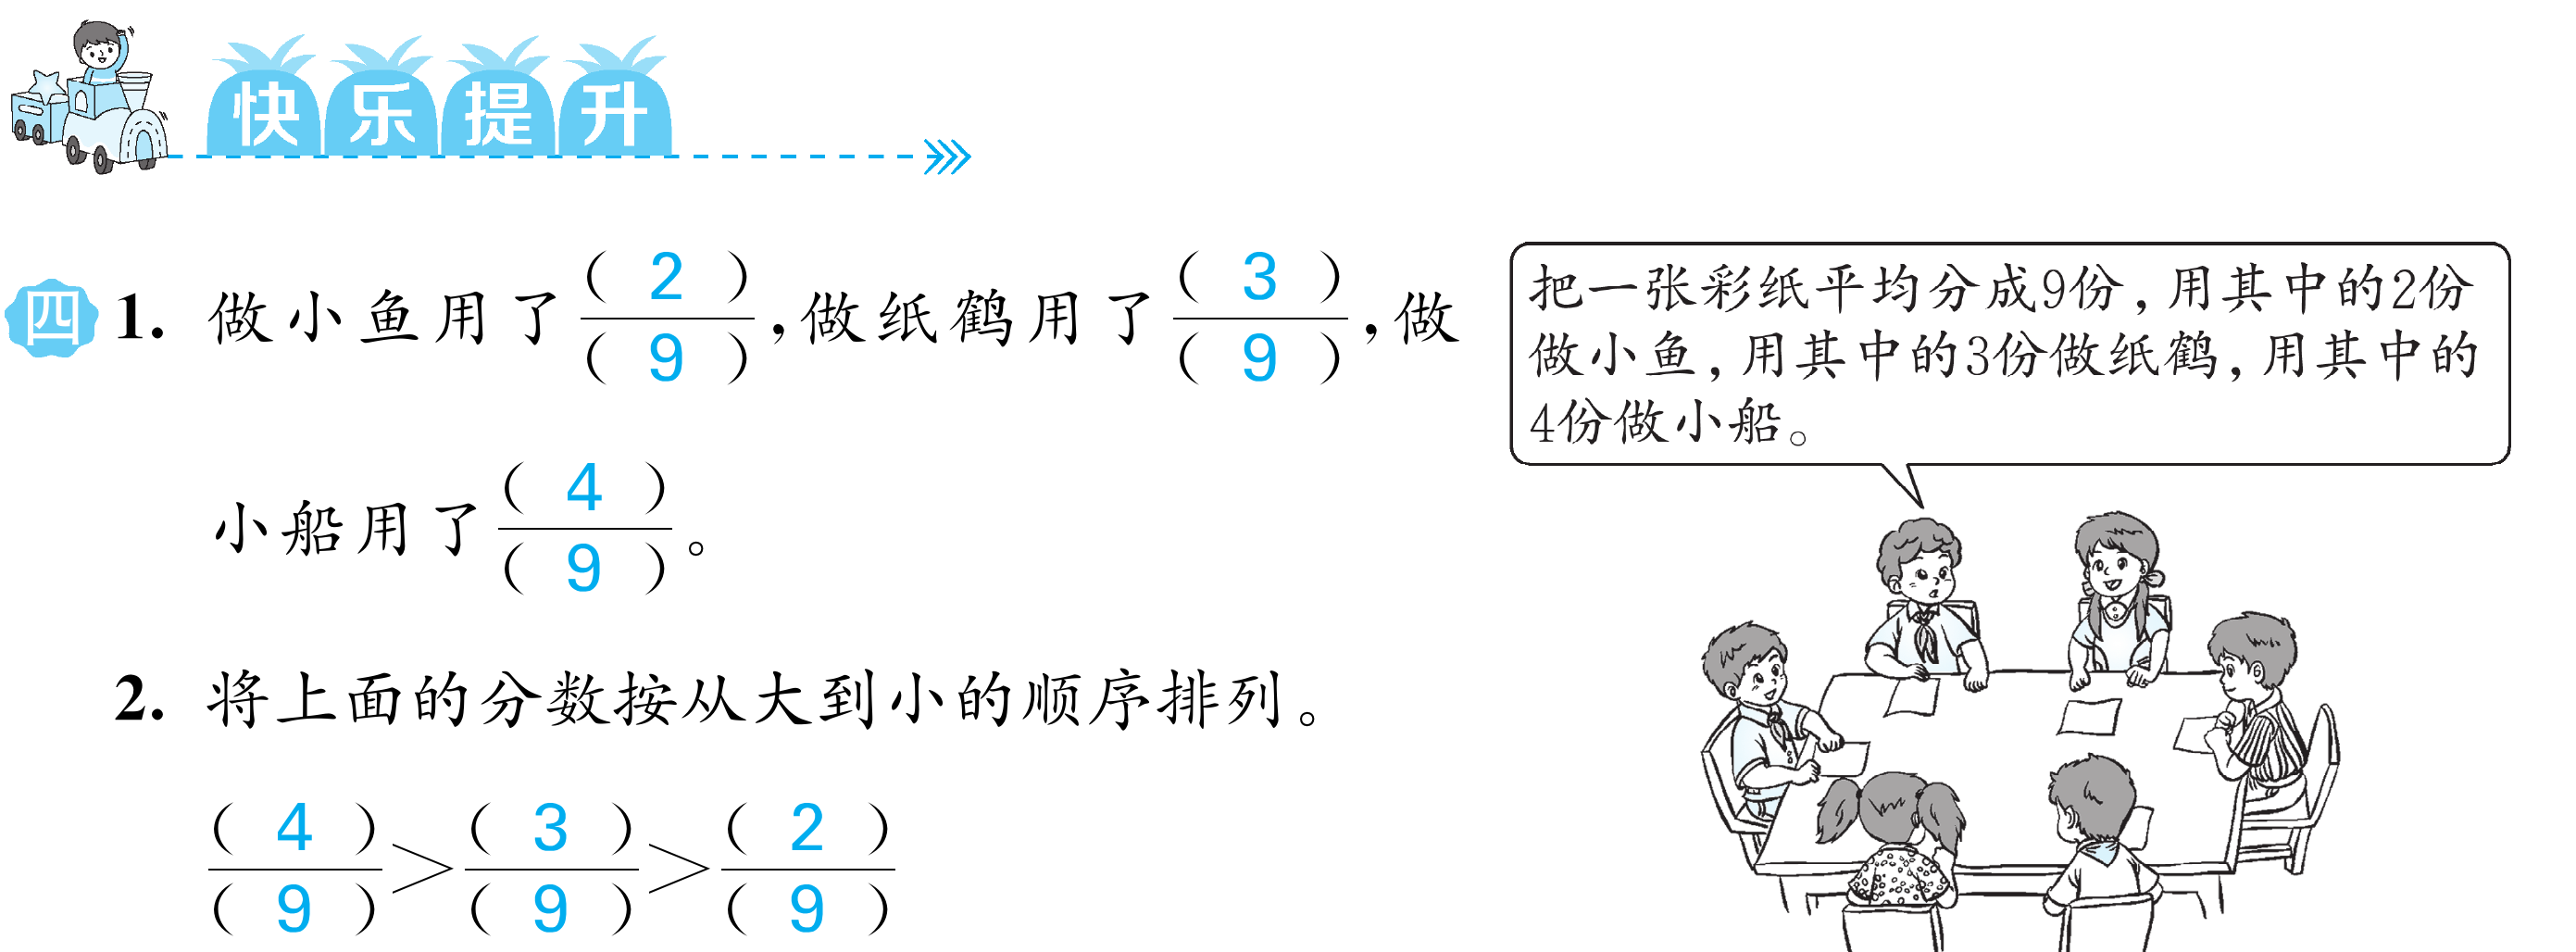 快乐提升
四 1. 做小鱼用了( 2 )/( 9 ),做纸鹤用了( 3 )/( 9 ),做
小船用了( 4 )/( 9 )。
把一张彩纸平均分成9份,用其中的2份
做小鱼,用其中的3份做纸鹤,用其中的
4份做小船。
2. 将上面的分数按从大到小的顺序排列。
( 4 )/( 9 )>( 3 )/( 9 )>( 2 )/( 9 )